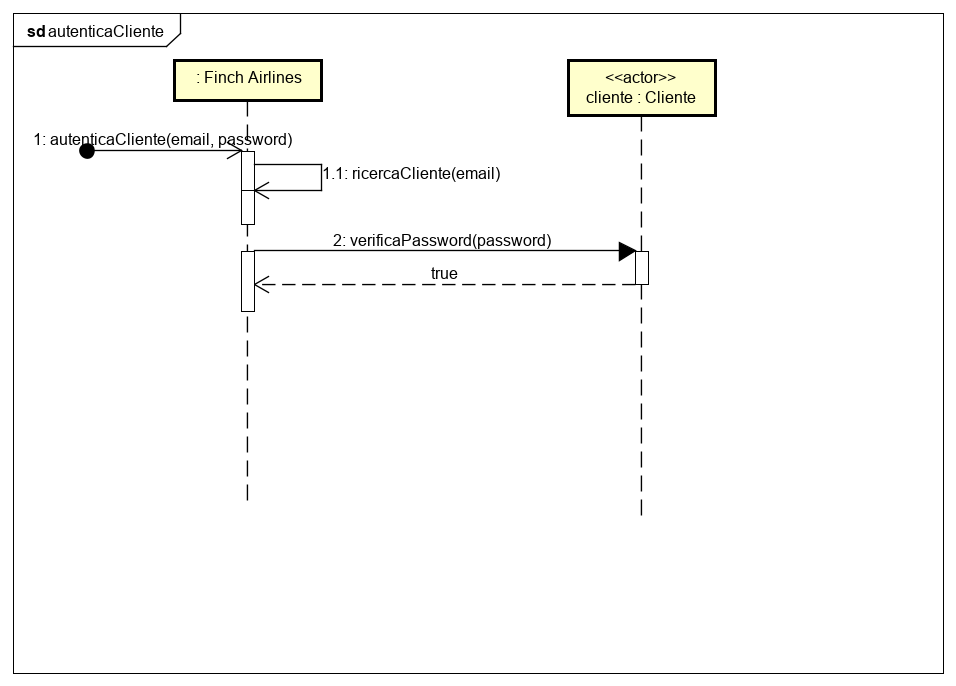 sd autenticaCliente
: Finch Airlines
<<actor>>
cliente : Cliente
1: autenticaCliente(email, password)
1.1: ricercaCliente(email)
2: verificaPassword(password)
true